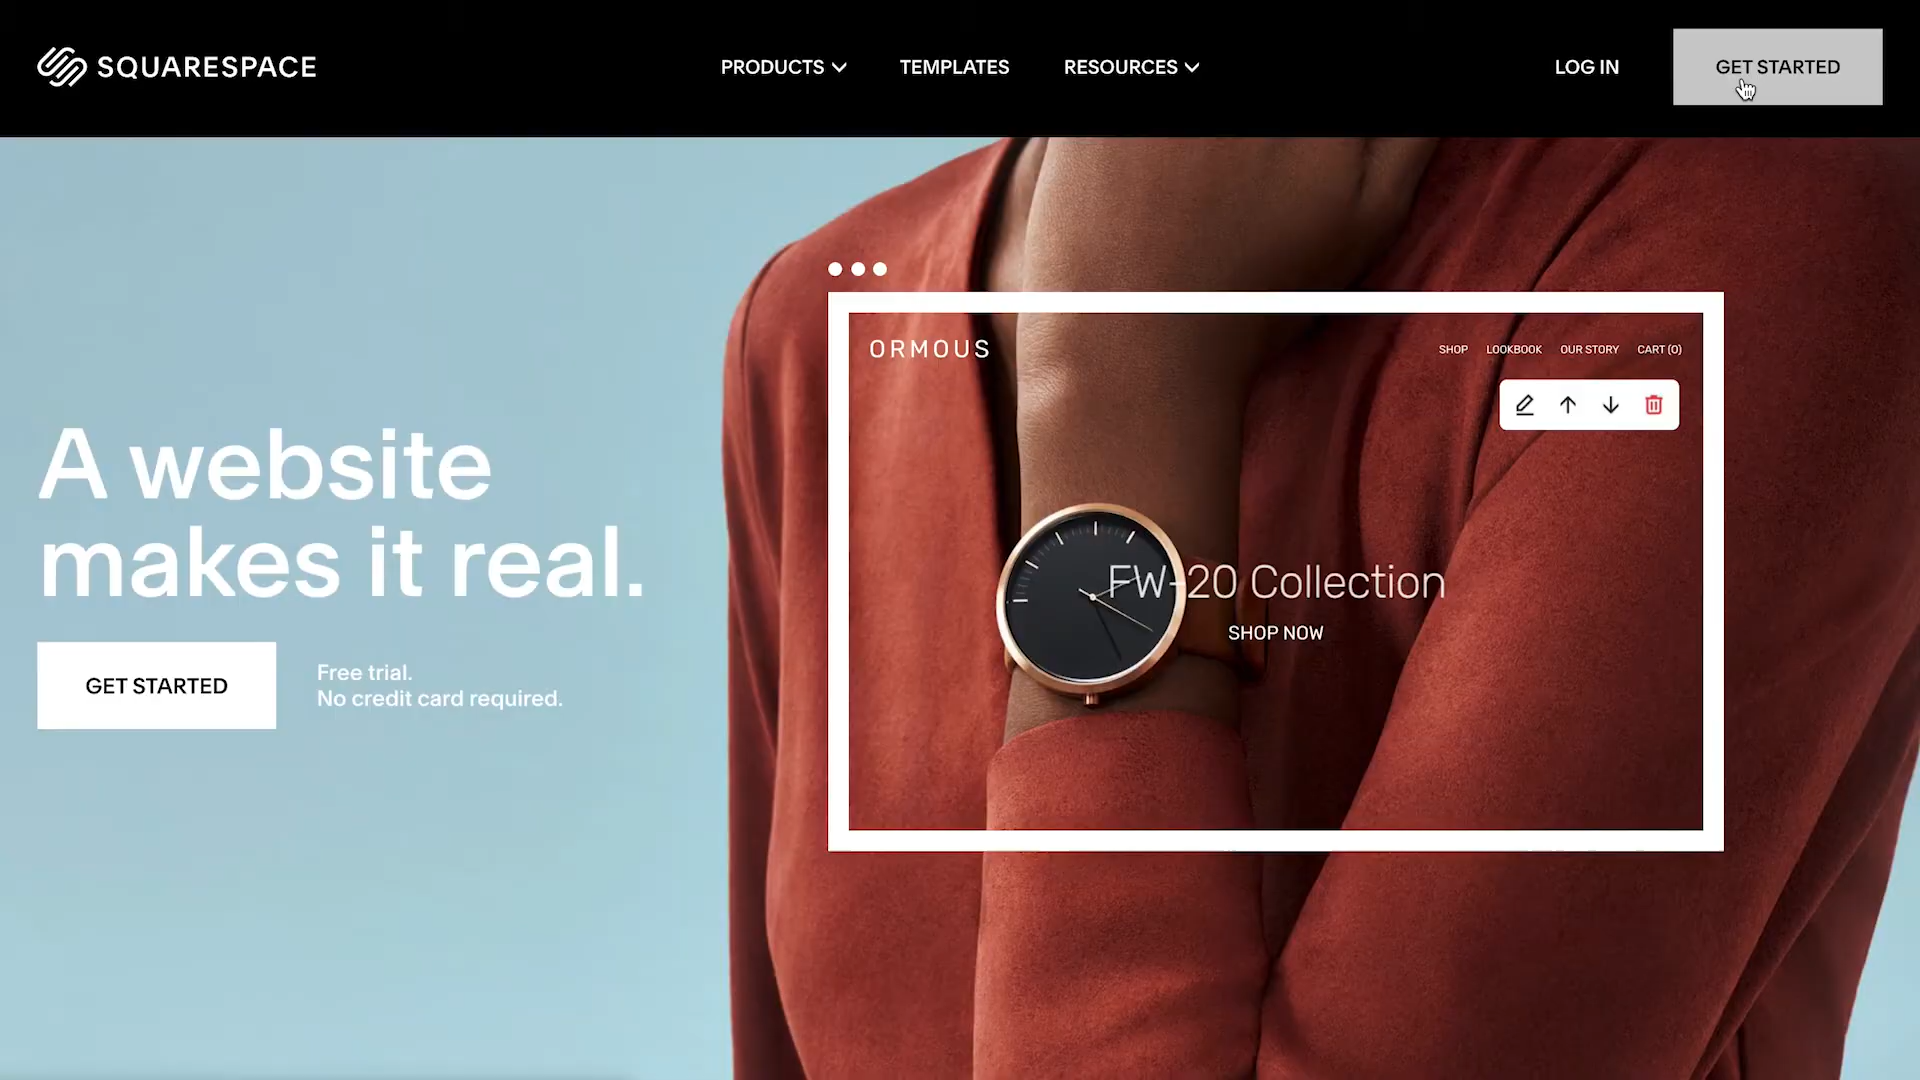 SQUARESPACE
PRODUCTS
TEMPLATES
RESOURCES
LOG IN
GET STARTED
ORMOUS
SHOP
LOOKBOOK
OUR STORY
CART (0)
A website
makes it real.
FW-20 Collection
SHOP NOW
GET STARTED
Free trial.
No credit card required.